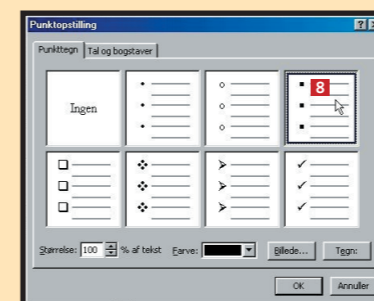 Punktopstilling
Punkttegn Tal og bogstaver
Ingen
8
Størrelse: 100 % af tekst Farve: Billede... Tegn:
OK Annuller